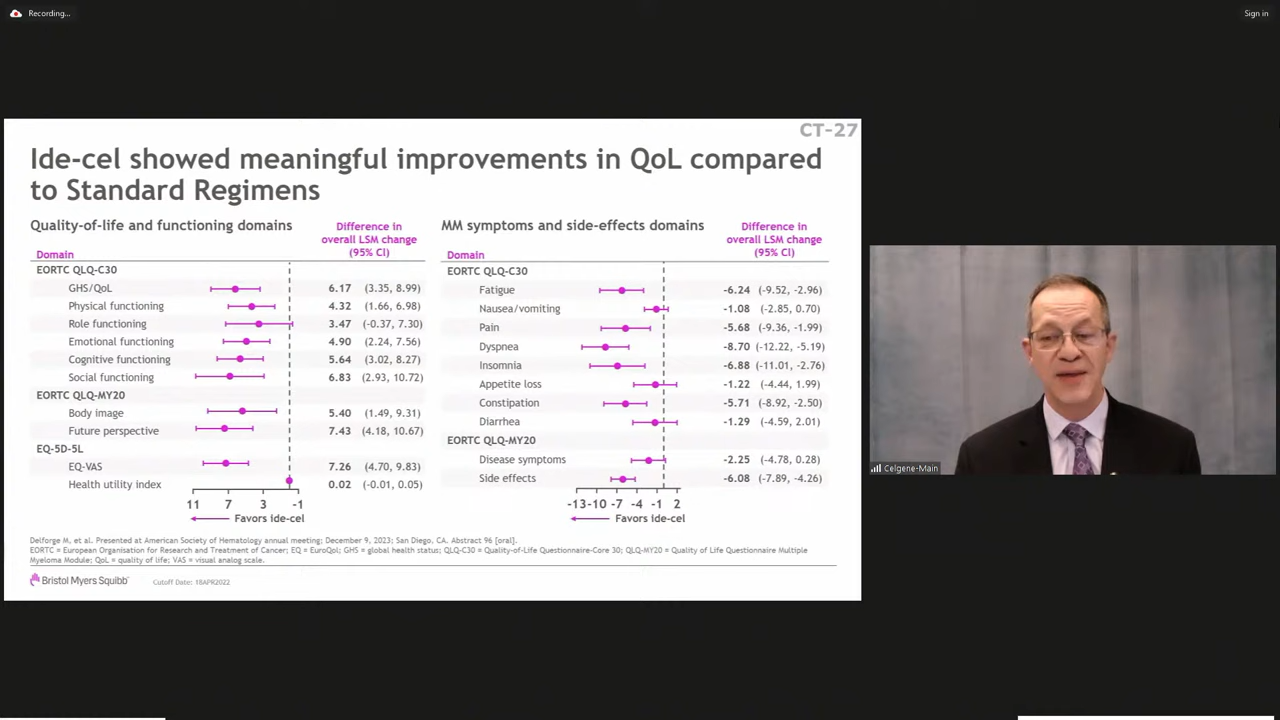 Recording...
Sign in
CT-27
Ide-cel showed meaningful improvements in QoL compared
to Standard Regimens
Quality-of-life and functioning domains
Domain
Difference in
overall LSM change
(95% CI)
EORTC QLQ-C30
GHS/QoL 6.17 (3.35, 8.99)
Physical functioning 4.32 (1.66, 6.98)
Role functioning 3.47 (-0.37, 7.30)
Emotional functioning 4.90 (2.24, 7.56)
Cognitive functioning 5.64 (3.02, 8.27)
Social functioning 6.83 (2.93, 10.72)
EORTC QLQ-MY20
Body image 5.40 (1.49, 9.31)
Future perspective 7.43 (4.18, 10.67)
EQ-5D-5L
EQ-VAS 7.26 (4.70, 9.83)
Health utility index 0.02 (-0.01, 0.05)
11 7 3 -1
Favors ide-cel
MM symptoms and side-effects domains
Domain
Difference in
overall LSM change
(95% CI)
EORTC QLQ-C30
Fatigue -6.24 (-9.52, -2.96)
Nausea/vomiting -1.08 (-2.85, 0.70)
Pain -5.68 (-9.36, -1.99)
Dyspnea -8.70 (-12.22, -5.19)
Insomnia -6.88 (-11.01, -2.76)
Appetite loss -1.22 (-4.44, 1.99)
Constipation -5.71 (-8.92, -2.50)
Diarrhea -1.29 (-4.59, 2.01)
EORTC QLQ-MY20
Disease symptoms -2.25 (-4.78, 0.28)
Side effects -6.08 (-7.89, -4.26)
-13 -10 -7 -4 -1 2
Favors ide-cel
Delforge M, et al. Presented at American Society of Hematology annual meeting; December 9, 2023; San Diego, CA. Abstract 96 [oral].
EORTC = European Organisation for Research and Treatment of Cancer; EQ = EuroQol; GHS = global health status; QLQ-C30 = Quality-of-Life Questionnaire-Core 30; QLQ-MY20 = Quality of Life Questionnaire Multiple
Myeloma Module; QoL = quality of life; VAS = visual analog scale.
Bristol Myers Squibb
Cutoff Date: 18APR2022
Celgene-Main